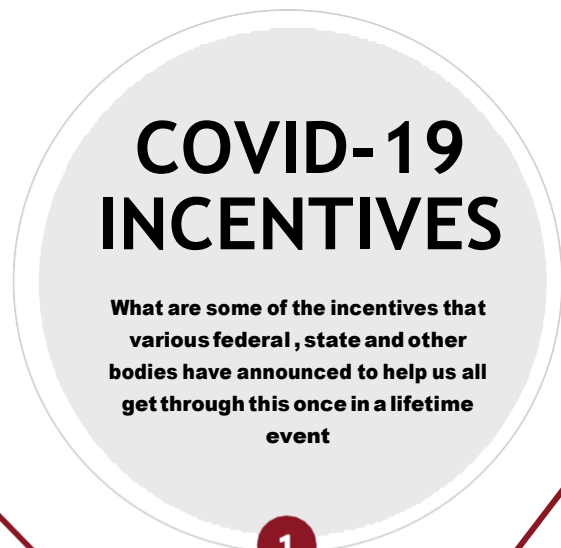 COVID-19
INCENTIVES
What are some of the incentives that
various federal , state and other
bodies have announced to help us all
get through this once in a lifetime
event
1